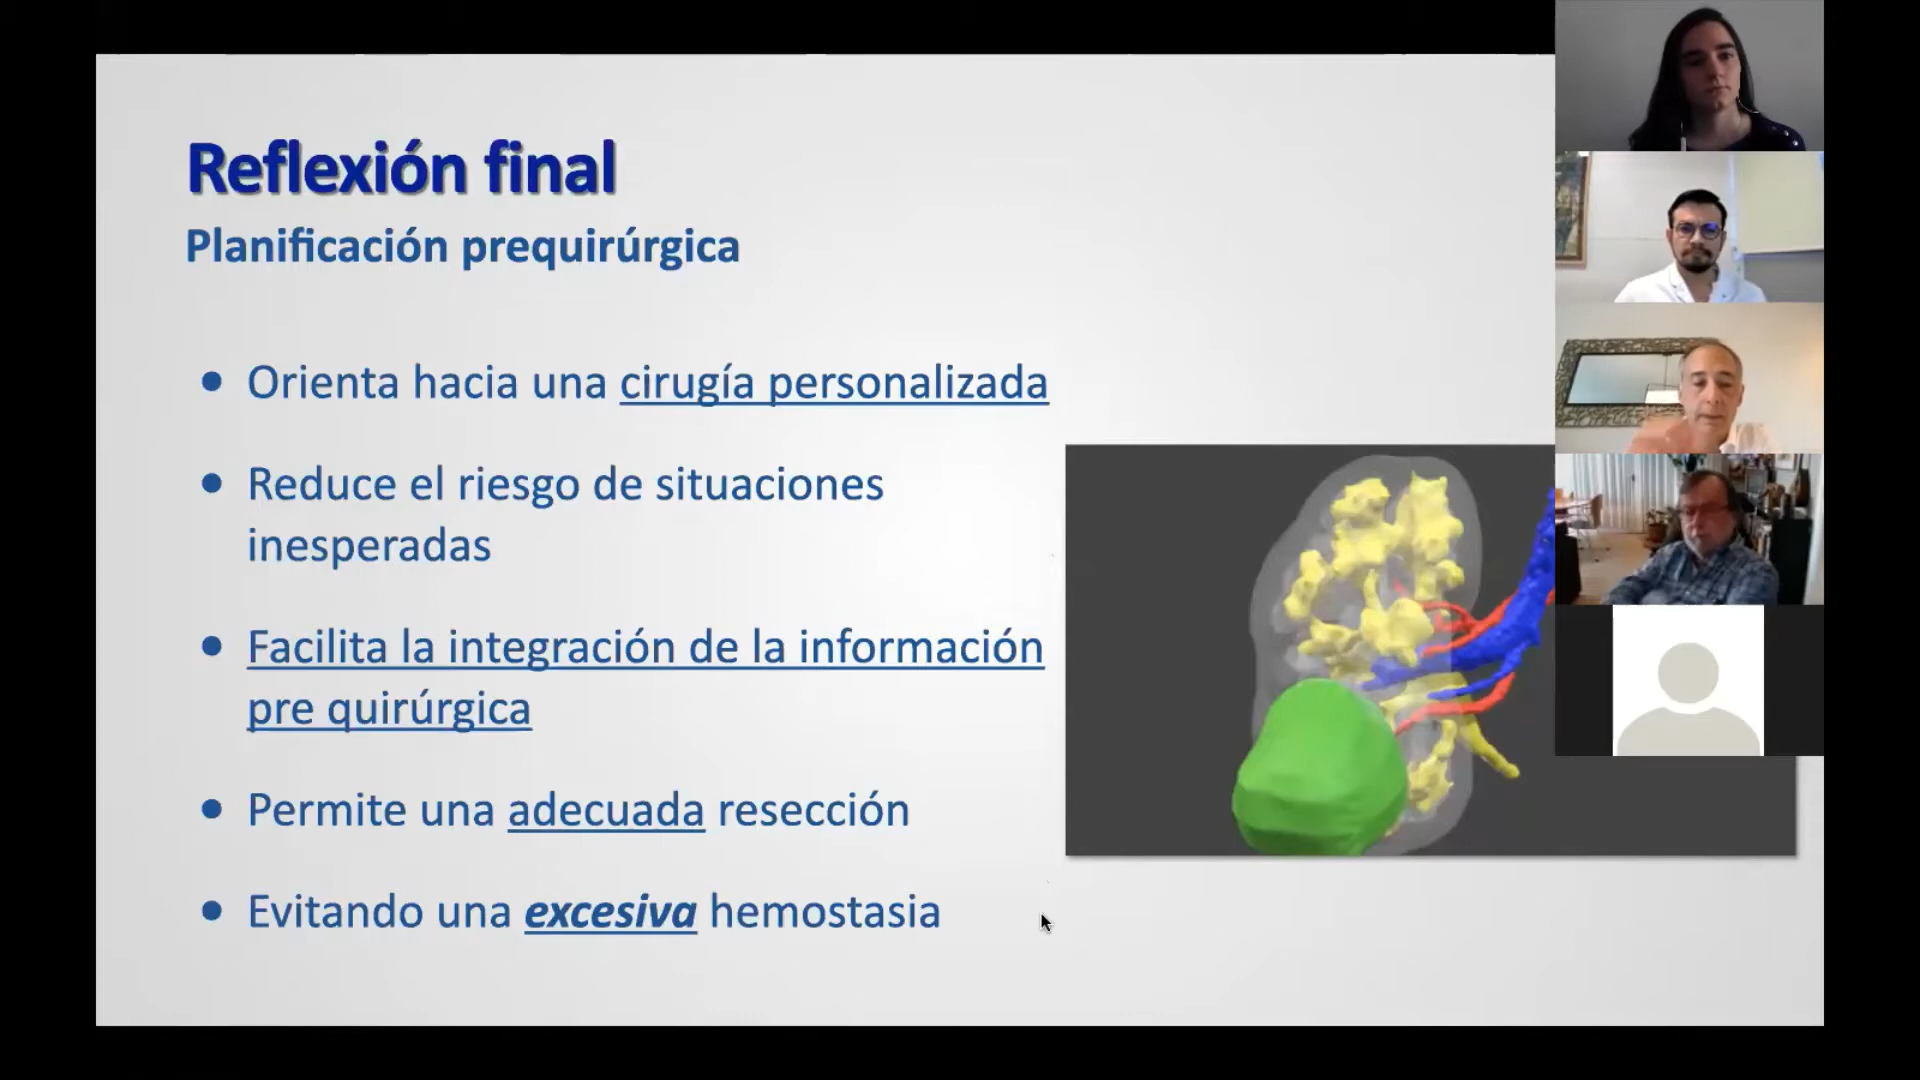 Reflexión final
Planificación prequirúrgica
• Orienta hacia una cirugía personalizada
• Reduce el riesgo de situaciones
inesperadas
• Facilita la integración de la información
pre quirúrgica
• Permite una adecuada resección
• Evitando una excesiva hemostasia